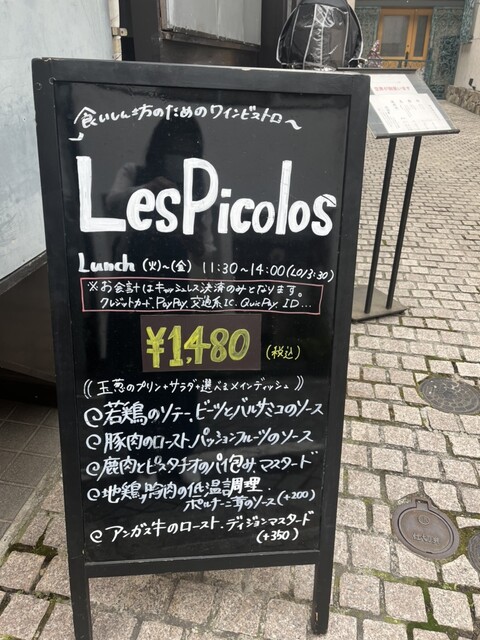 食いしん坊のためのワインビストロ〜
LesPicolos
Lunch (火)〜(金) 11:30〜14:00(LO13:30)
※お会計はキャッシュレス決済のみとなります。
クレジットカード、PayPay、交通系IC、QuicPay、ID...
¥1,480 (税込)
((玉葱のプリン+サラダ+選べるメインディッシュ))
@若鶏のソテー、ビーツとバルサミコのソース
@豚肉のローストパッションフルーツのソース
@鹿肉とピスタチオのパイ包み、マスタード
@地鶏胸肉の低温調理、
ポルチーニ茸のソース(+200)
@アンガス牛のロースト、ディジョンマスタード
(+350)